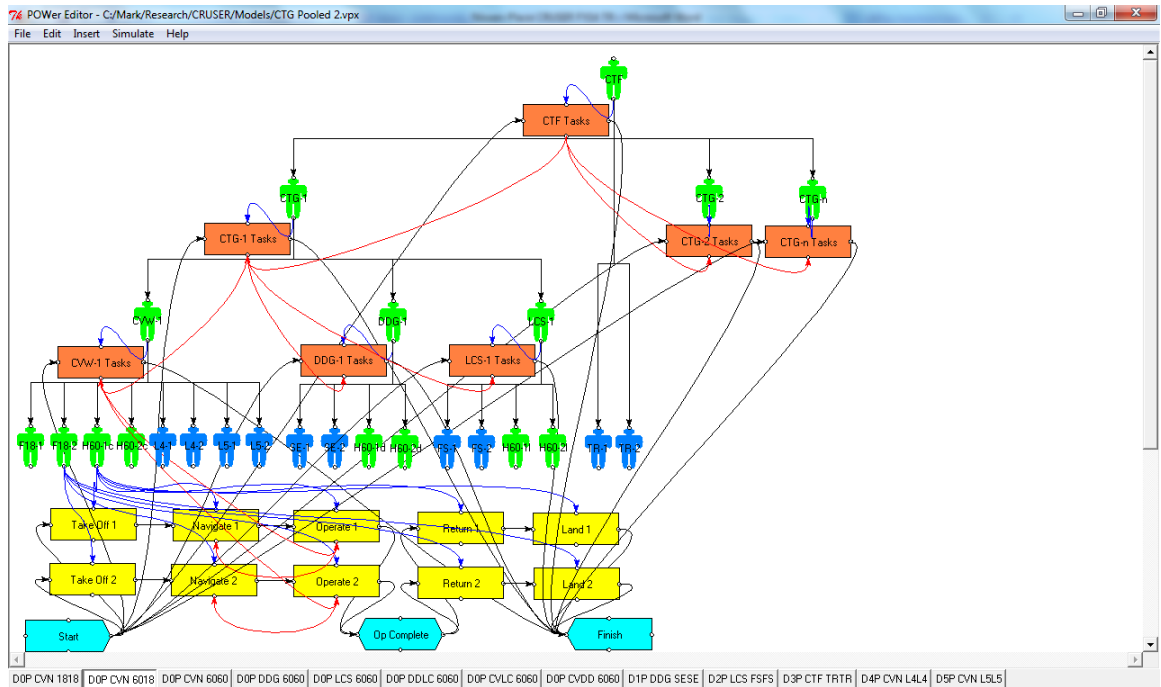 POWer Editor - C:/Mark/Research/CRUSER/Models/CTG Pooled 2.vpx
File Edit Insert Simulate Help
CTF
CTF Tasks
CTG-1 CTG-2 CTG-n
CTG-1 Tasks CTG-2 Tasks CTG-n Tasks
CVW-1 DDG-1 LCS-1
CVW-1 Tasks DDG-1 Tasks LCS-1 Tasks
F18-1 F18-2 H60-1c H60-2c L4-1 L4-2 L5-1 L5-2 SE-1 SE-2 H60-1d H60-2d FS-1 FS-2 H60-1l H60-2l TR-1 TR-2
Take Off 1 Navigate 1 Operate 1 Return 1 Land 1
Take Off 2 Navigate 2 Operate 2 Return 2 Land 2
Start Op Complete Finish
D0P CVN 1818 D0P CVN 6018 D0P CVN 6060 D0P DDG 6060 D0P LCS 6060 D0P DDLC 6060 D0P CVLC 6060 D0P CVDD 6060 D1P DDG SESE D2P LCS FSFS D3P CTF TRTR D4P CVN L4L4 D5P CVN L5L5